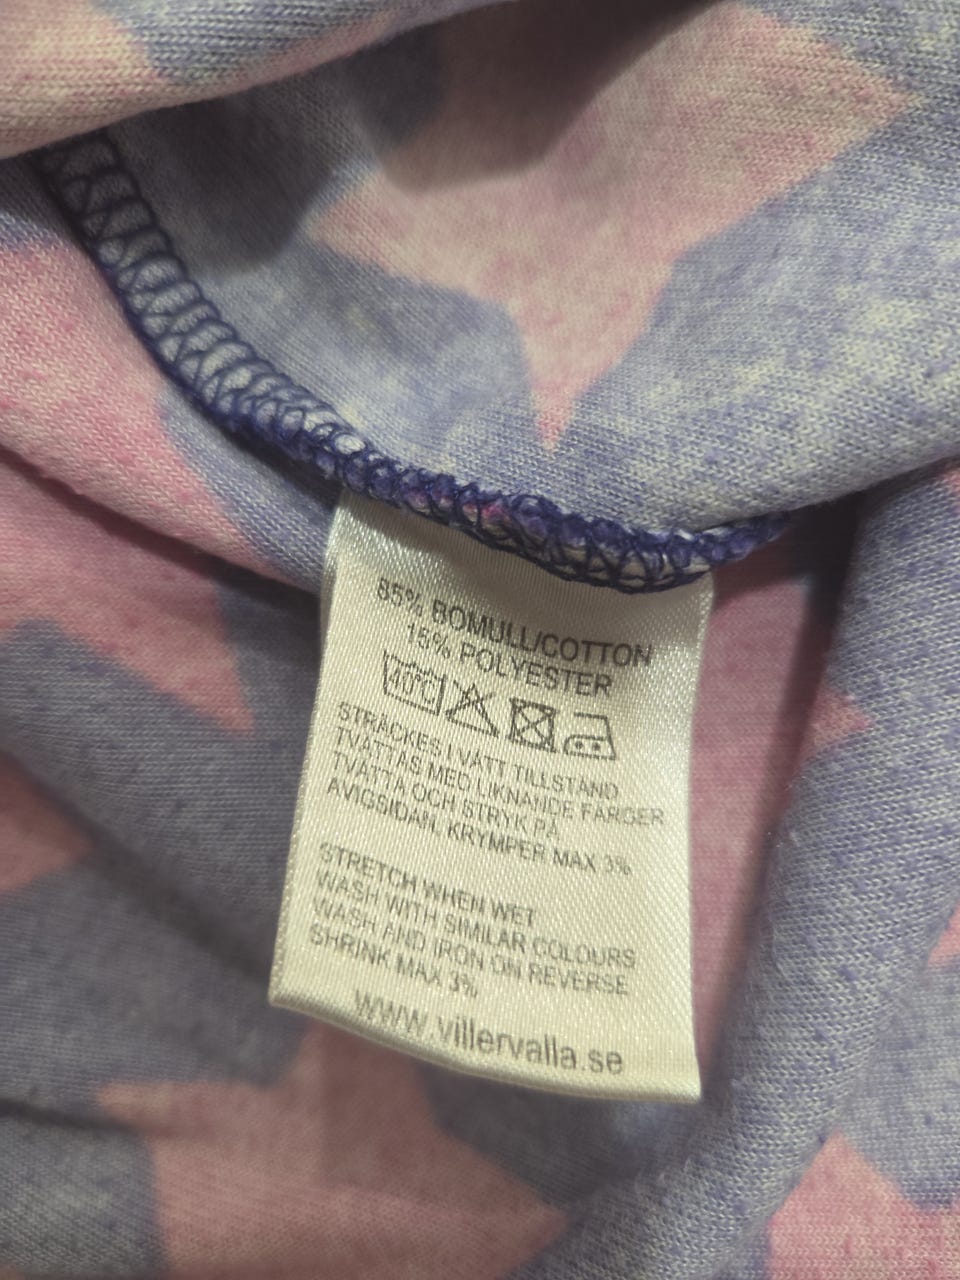 85% BOMULL/COTTON
15% POLYESTER
40°C
STRÄCKES I VÅTT TILLSTÅND
TVÄTTAS MED LIKNANDE FÄRGER
TVÄTTA OCH STRYK PÅ
AVIGSIDAN, KRYMPER MAX 3%
STRETCH WHEN WET
WASH WITH SIMILAR COLOURS
WASH AND IRON ON REVERSE
SHRINK MAX 3%
www.villervalla.se